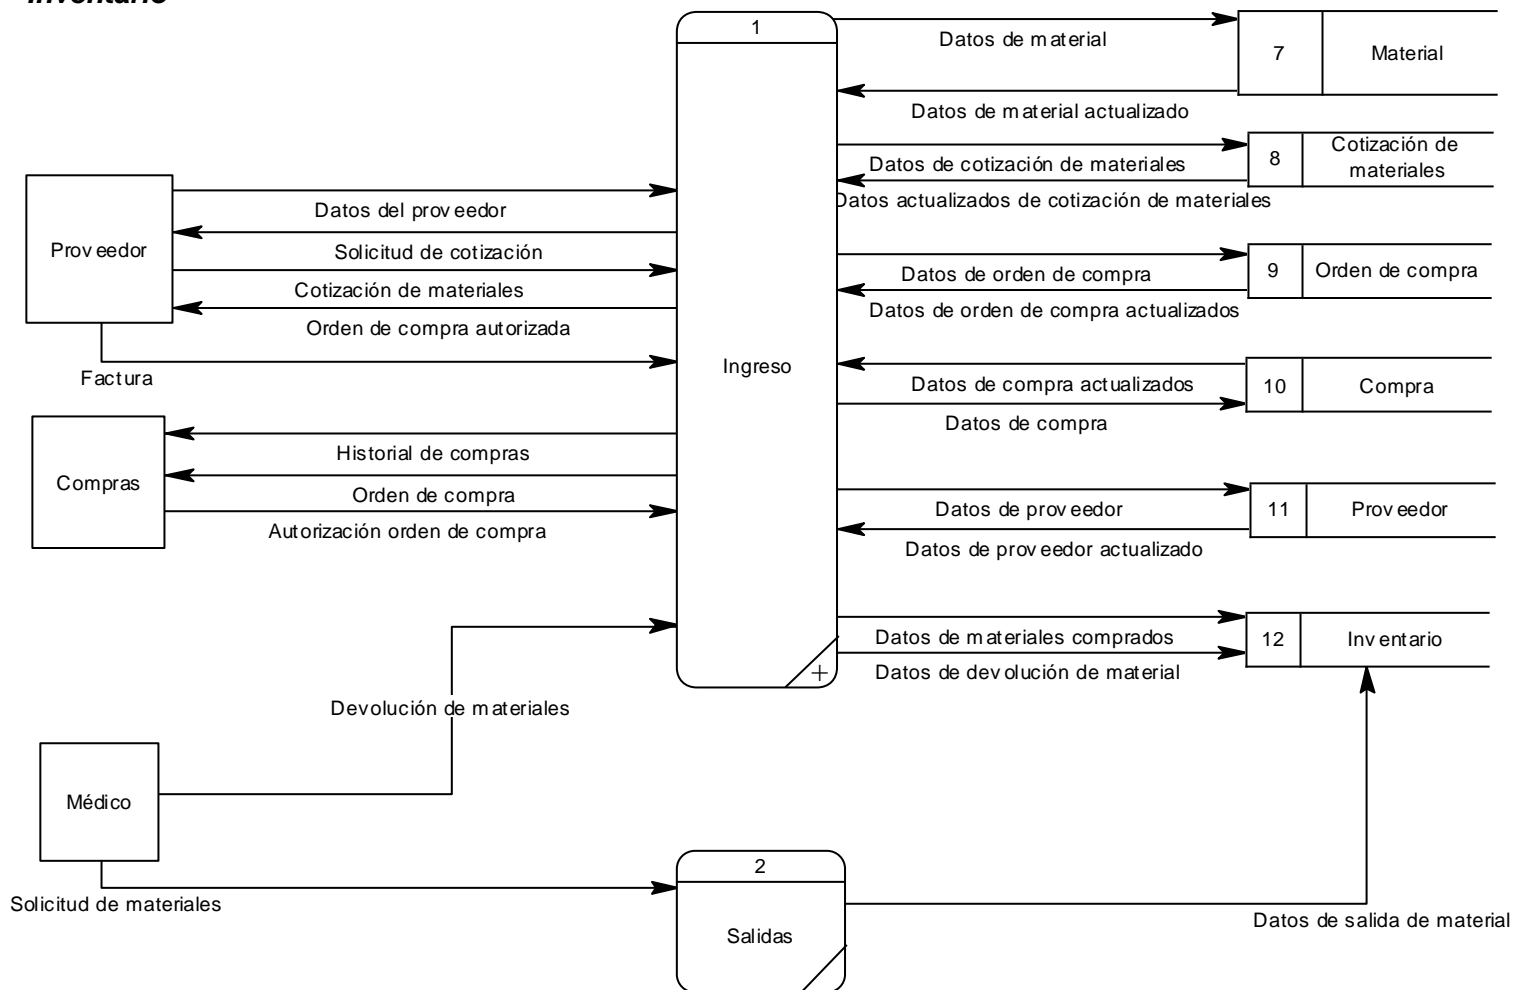 Inventario
1
Datos de material
7
Material
Datos de material actualizado
Datos de cotización de materiales
8
Cotización de
materiales
Datos actualizados de cotización de materiales
Proveedor
Datos del proveedor
Solicitud de cotización
Cotización de materiales
Orden de compra autorizada
Factura
Datos de orden de compra
9
Orden de compra
Datos de orden de compra actualizados
Ingreso
Datos de compra actualizados
10
Compra
Datos de compra
Compras
Historial de compras
Orden de compra
Autorización orden de compra
Datos de proveedor
11
Proveedor
Datos de proveedor actualizado
Datos de materiales comprados
12
Inventario
Datos de devolución de material
+
Devolución de materiales
Médico
Solicitud de materiales
2
Salidas
Datos de salida de material